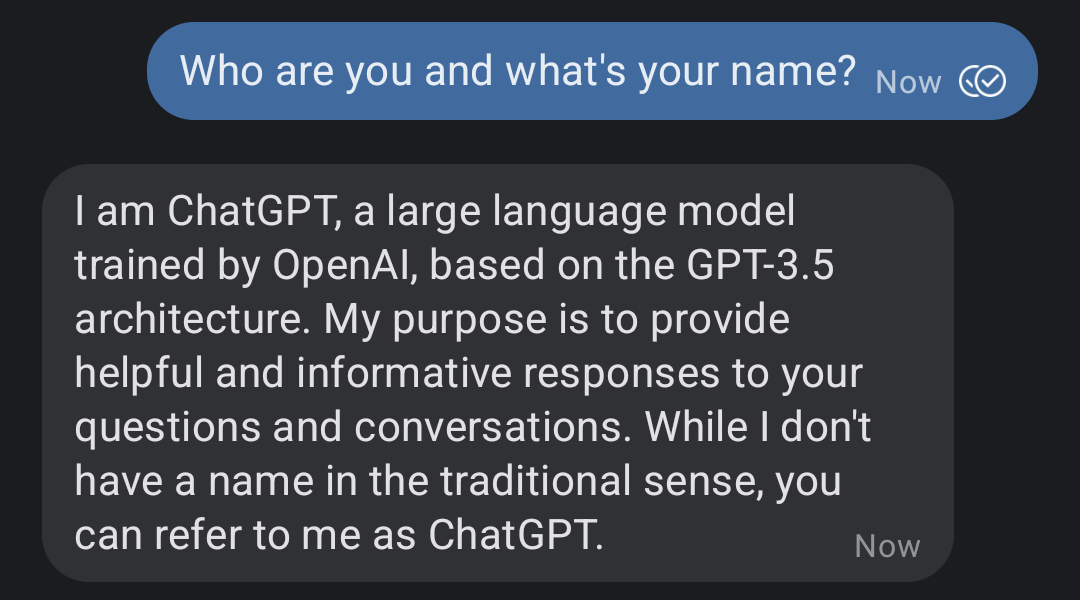 Who are you and what's your name? Now
I am ChatGPT, a large language model
trained by OpenAI, based on the GPT-3.5
architecture. My purpose is to provide
helpful and informative responses to your
questions and conversations. While I don't
have a name in the traditional sense, you
can refer to me as ChatGPT.
Now